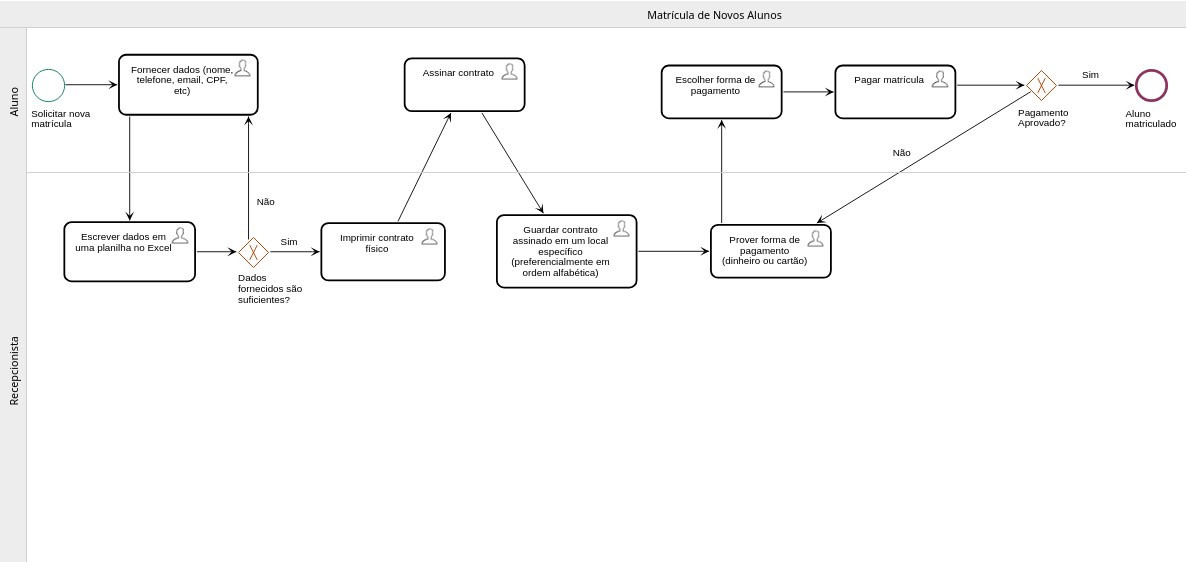 Matrícula de Novos Alunos
Aluno
Solicitar nova
matrícula
Fornecer dados (nome,
telefone, email, CPF,
etc)
Assinar contrato
Escolher forma de
pagamento
Pagar matrícula
Pagamento
Aprovado?
Sim
Aluno
matriculado
Não
Recepcionista
Escrever dados em
uma planilha no Excel
Não
Dados
fornecidos são
suficientes?
Sim
Imprimir contrato
físico
Guardar contrato
assinado em um local
específico
(preferencialmente em
ordem alfabética)
Prover forma de
pagamento
(dinheiro ou cartão)